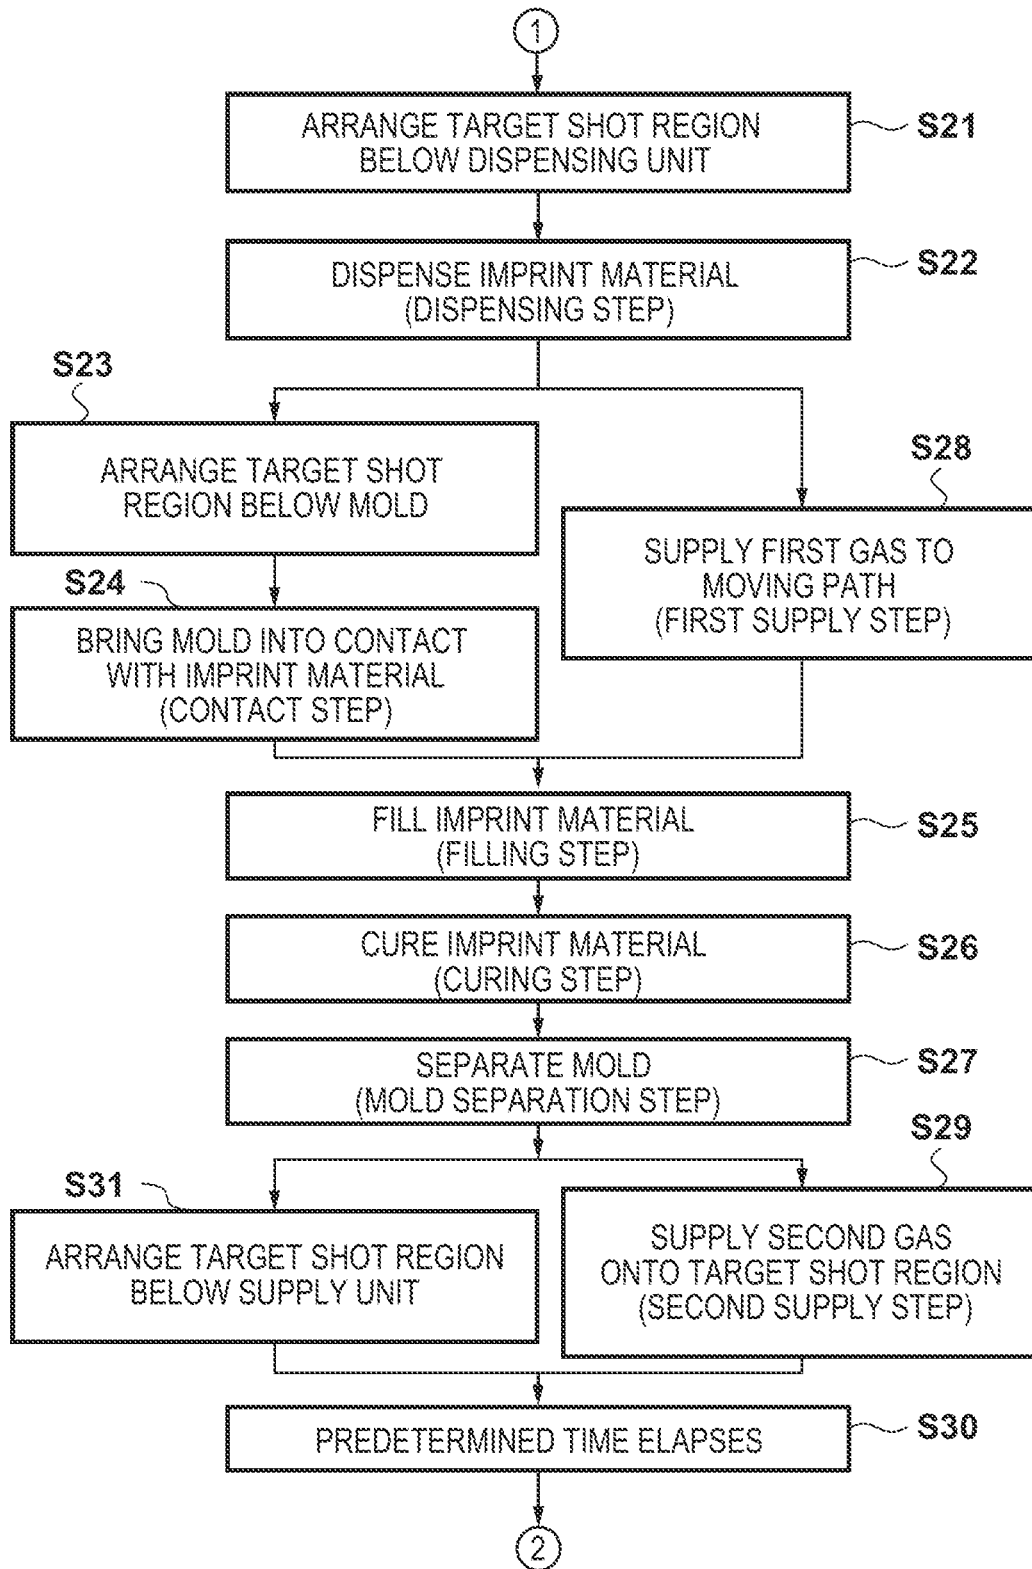 1
ARRANGE TARGET SHOT REGION
BELOW DISPENSING UNIT
S21
DISPENSE IMPRINT MATERIAL
(DISPENSING STEP)
S22
S23
ARRANGE TARGET SHOT
REGION BELOW MOLD
S28
SUPPLY FIRST GAS TO
MOVING PATH
(FIRST SUPPLY STEP)
S24
BRING MOLD INTO CONTACT
WITH IMPRINT MATERIAL
(CONTACT STEP)
FILL IMPRINT MATERIAL
(FILLING STEP)
S25
CURE IMPRINT MATERIAL
(CURING STEP)
S26
SEPARATE MOLD
(MOLD SEPARATION STEP)
S27
S31
ARRANGE TARGET SHOT REGION
BELOW SUPPLY UNIT
S29
SUPPLY SECOND GAS
ONTO TARGET SHOT REGION
(SECOND SUPPLY STEP)
PREDETERMINED TIME ELAPSES
S30
2